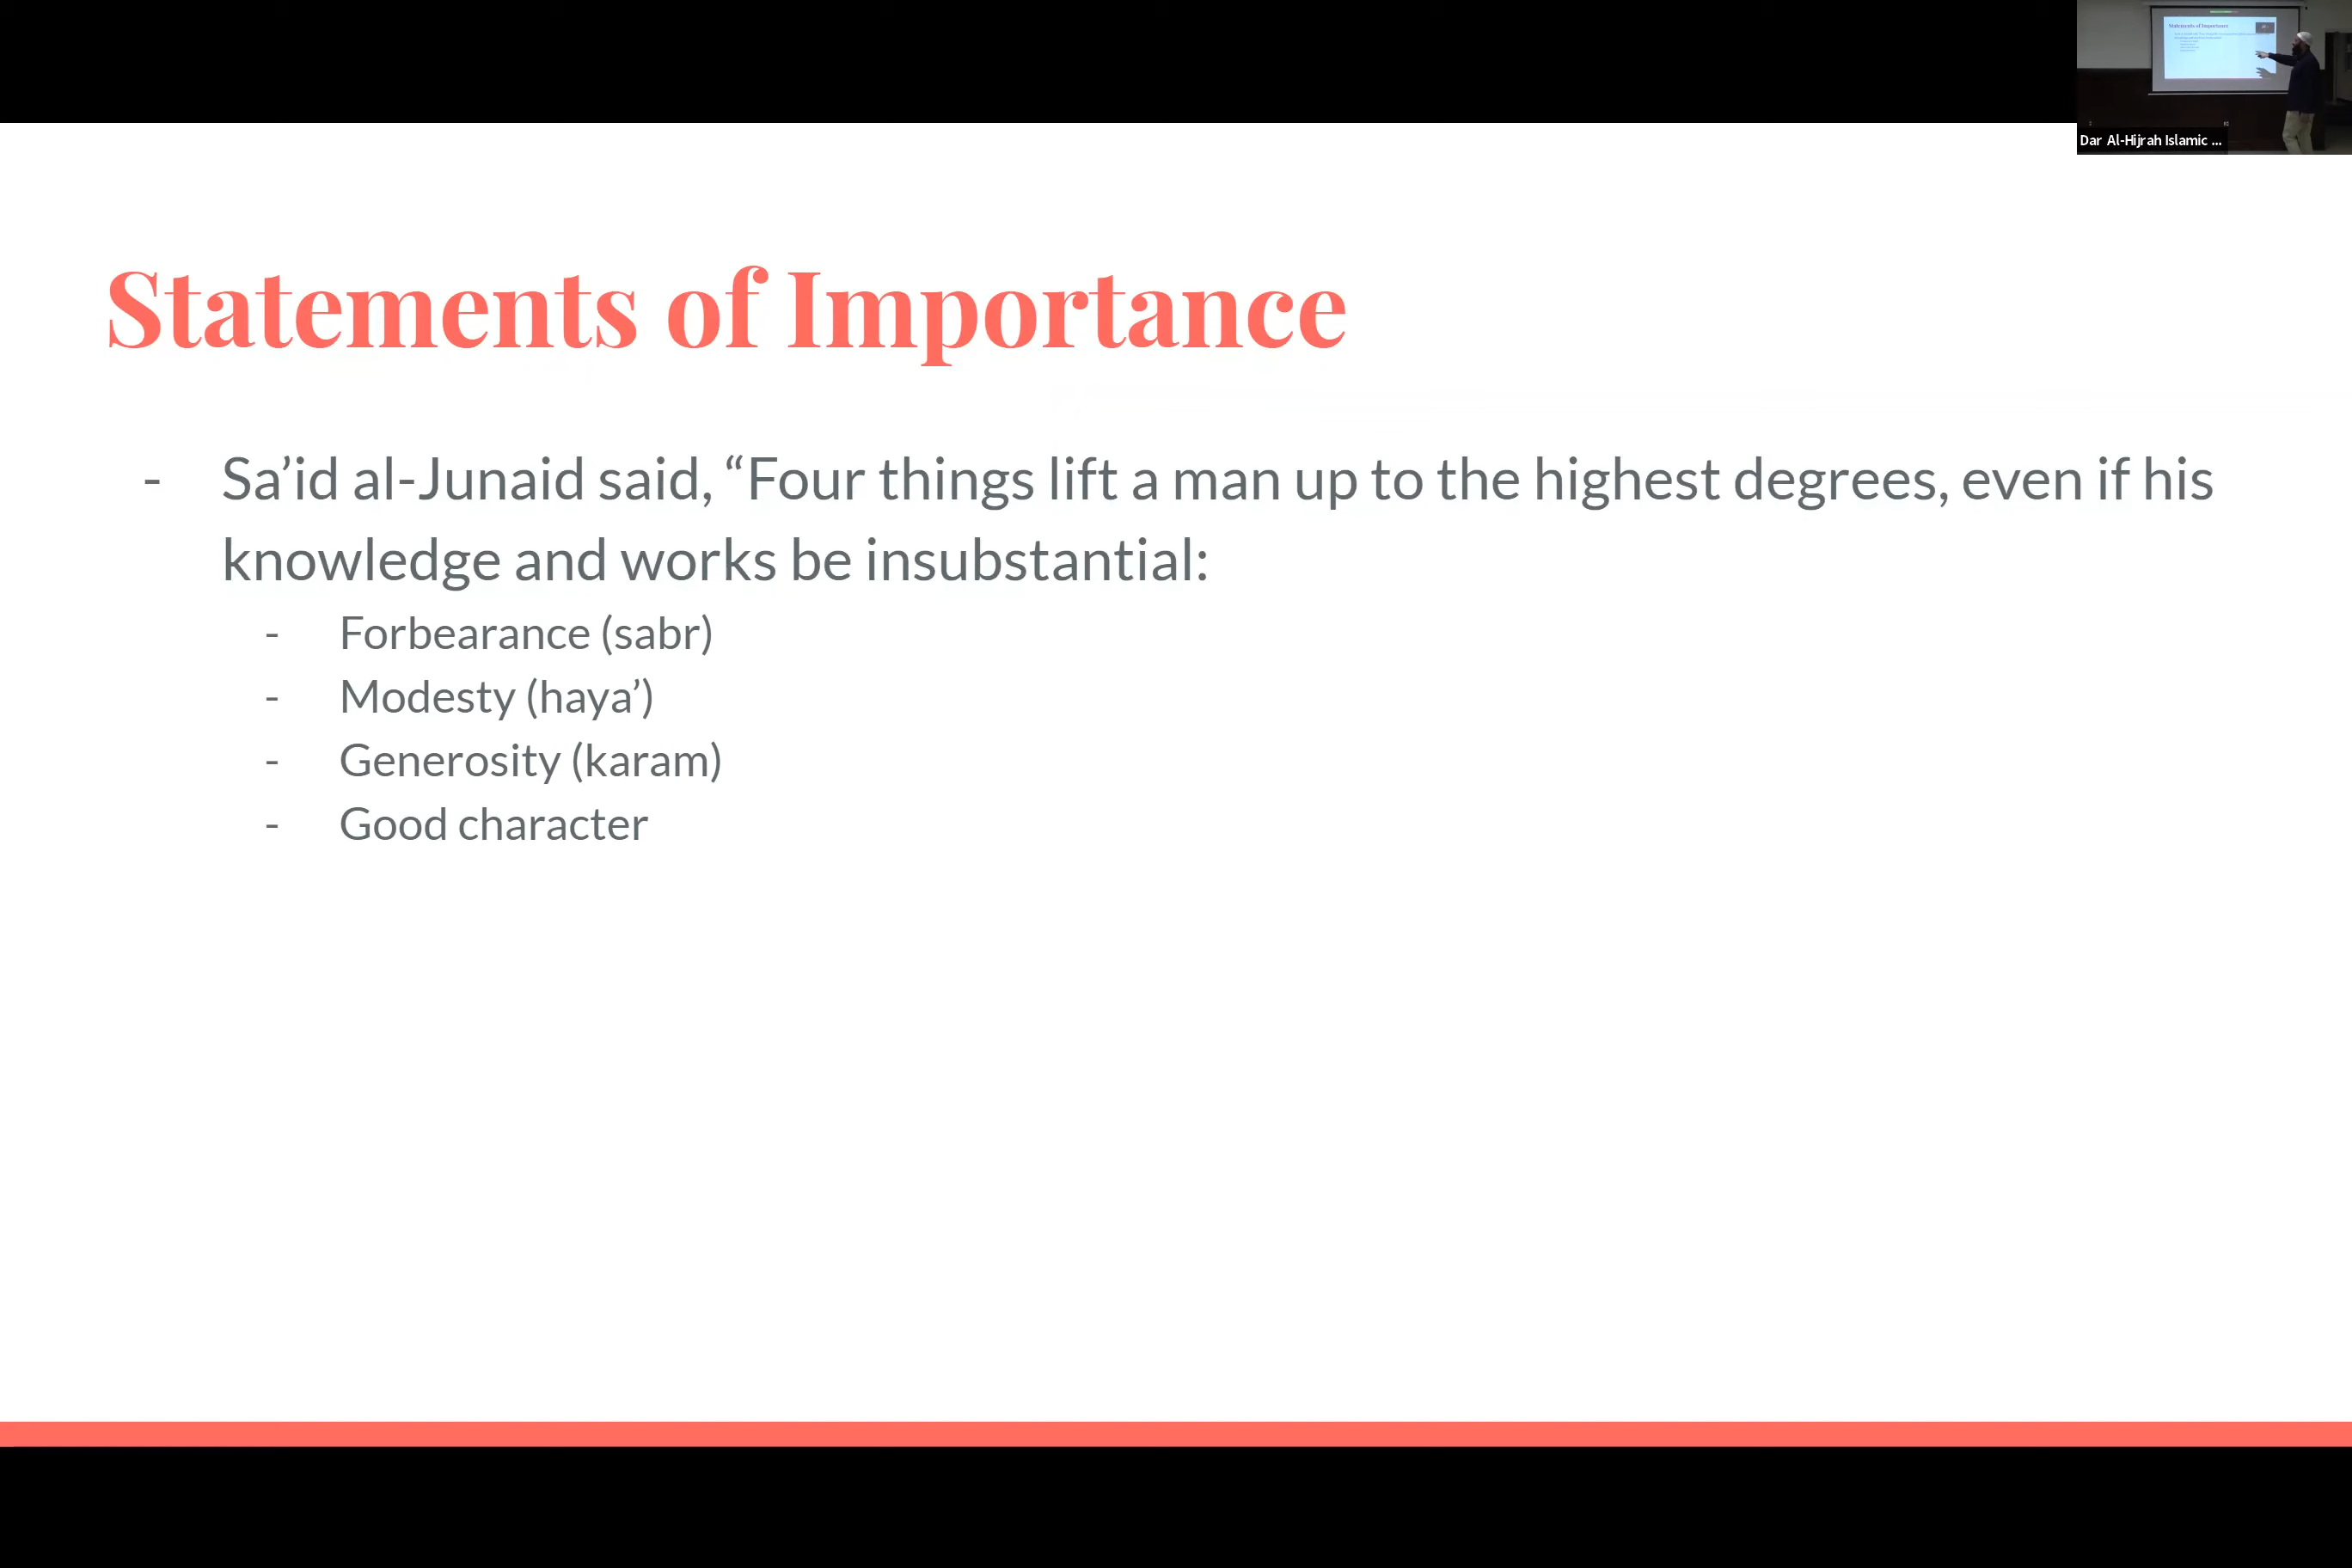 Dar Al-Hijrah Islamic ...
Statements of Importance
- Sa’id al-Junaid said, “Four things lift a man up to the highest degrees, even if his
knowledge and works be insubstantial:
- Forbearance (sabr)
- Modesty (haya’)
- Generosity (karam)
- Good character